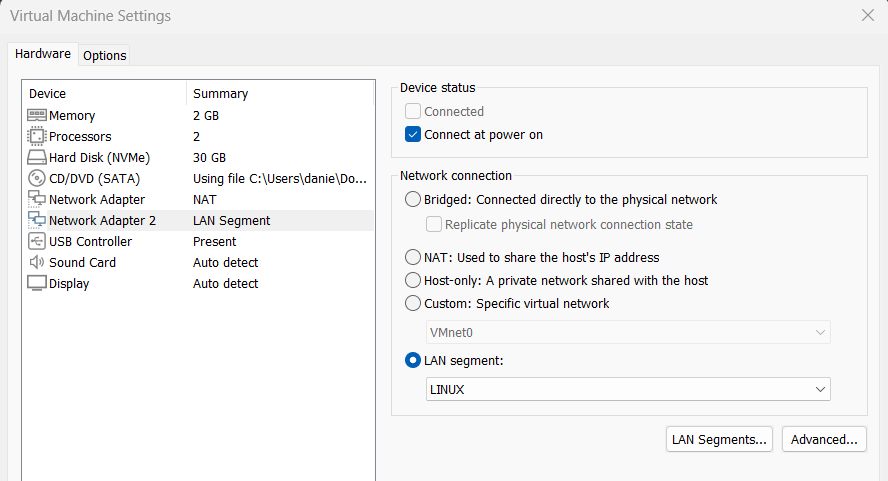 Virtual Machine Settings
Hardware
Options
Device Summary
Memory 2 GB
Processors 2
Hard Disk (NVMe) 30 GB
CD/DVD (SATA) Using file C:\Users\danie\Do...
Network Adapter NAT
Network Adapter 2 LAN Segment
USB Controller Present
Sound Card Auto detect
Display Auto detect
Device status
Connected
Connect at power on
Network connection
Bridged: Connected directly to the physical network
Replicate physical network connection state
NAT: Used to share the host's IP address
Host-only: A private network shared with the host
Custom: Specific virtual network
VMnet0
LAN segment:
LINUX
LAN Segments... Advanced...